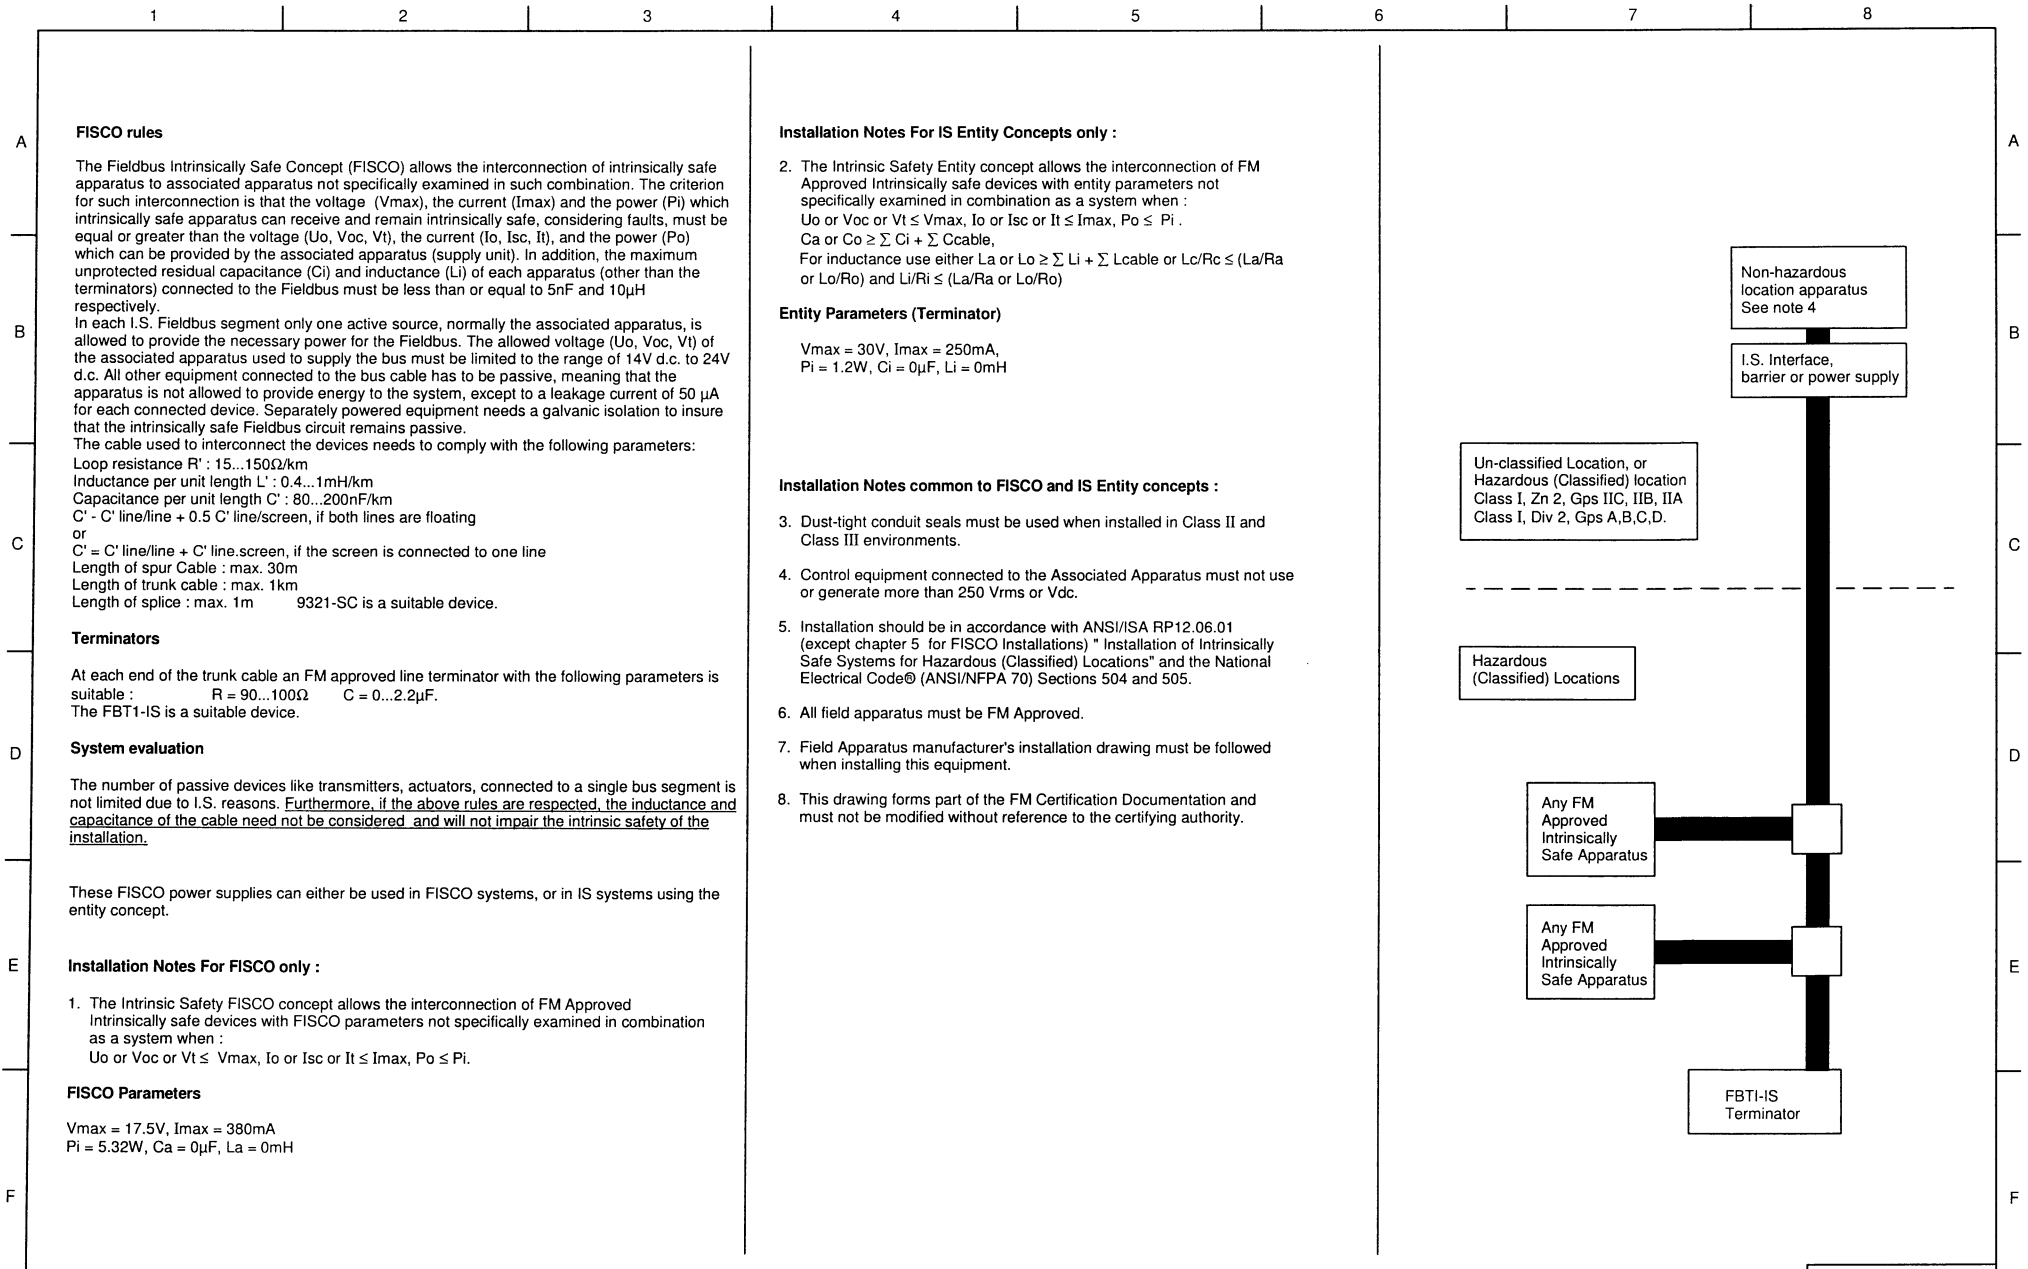 1 2 3 4 5 6 7 8
A
B
C
D
E
F
FISCO rules
The Fieldbus Intrinsically Safe Concept (FISCO) allows the interconnection of intrinsically safe
apparatus to associated apparatus not specifically examined in such combination. The criterion
for such interconnection is that the voltage (Vmax), the current (Imax) and the power (Pi) which
intrinsically safe apparatus can receive and remain intrinsically safe, considering faults, must be
equal or greater than the voltage (Uo, Voc, Vt), the current (Io, Isc, It), and the power (Po)
which can be provided by the associated apparatus (supply unit). In addition, the maximum
unprotected residual capacitance (Ci) and inductance (Li) of each apparatus (other than the
terminators) connected to the Fieldbus must be less than or equal to 5nF and 10µH
respectively.
In each I.S. Fieldbus segment only one active source, normally the associated apparatus, is
allowed to provide the necessary power for the Fieldbus. The allowed voltage (Uo, Voc, Vt) of
the associated apparatus used to supply the bus must be limited to the range of 14V d.c. to 24V
d.c. All other equipment connected to the bus cable has to be passive, meaning that the
apparatus is not allowed to provide energy to the system, except to a leakage current of 50 µA
for each connected device. Separately powered equipment needs a galvanic isolation to insure
that the intrinsically safe Fieldbus circuit remains passive.
The cable used to interconnect the devices needs to comply with the following parameters:
Loop resistance R' : 15...150Ω/km
Inductance per unit length L' : 0.4...1mH/km
Capacitance per unit length C' : 80...200nF/km
C' - C' line/line + 0.5 C' line/screen, if both lines are floating
or
C' = C' line/line + C' line.screen, if the screen is connected to one line
Length of spur Cable : max. 30m
Length of trunk cable : max. 1km
Length of splice : max. 1m 9321-SC is a suitable device.
Terminators
At each end of the trunk cable an FM approved line terminator with the following parameters is
suitable : R = 90...100Ω C = 0...2.2µF.
The FBT1-IS is a suitable device.
System evaluation
The number of passive devices like transmitters, actuators, connected to a single bus segment is
not limited due to I.S. reasons. Furthermore, if the above rules are respected, the inductance and
capacitance of the cable need not be considered and will not impair the intrinsic safety of the
installation.
These FISCO power supplies can either be used in FISCO systems, or in IS systems using the
entity concept.
Installation Notes For FISCO only :
1. The Intrinsic Safety FISCO concept allows the interconnection of FM Approved
Intrinsically safe devices with FISCO parameters not specifically examined in combination
as a system when :
Uo or Voc or Vt ≤ Vmax, Io or Isc or It ≤ Imax, Po ≤ Pi.
FISCO Parameters
Vmax = 17.5V, Imax = 380mA
Pi = 5.32W, Ca = 0µF, La = 0mH
Installation Notes For IS Entity Concepts only :
2. The Intrinsic Safety Entity concept allows the interconnection of FM
Approved Intrinsically safe devices with entity parameters not
specifically examined in combination as a system when :
Uo or Voc or Vt ≤ Vmax, Io or Isc or It ≤ Imax, Po ≤ Pi .
Ca or Co ≥ ∑ Ci + ∑ Ccable,
For inductance use either La or Lo ≥ ∑ Li + ∑ Lcable or Lc/Rc ≤ (La/Ra
or Lo/Ro) and Li/Ri ≤ (La/Ra or Lo/Ro)
Entity Parameters (Terminator)
Vmax = 30V, Imax = 250mA,
Pi = 1.2W, Ci = 0µF, Li = 0mH
Installation Notes common to FISCO and IS Entity concepts :
3. Dust-tight conduit seals must be used when installed in Class II and
Class III environments.
4. Control equipment connected to the Associated Apparatus must not use
or generate more than 250 Vrms or Vdc.
5. Installation should be in accordance with ANSI/ISA RP12.06.01
(except chapter 5 for FISCO Installations) " Installation of Intrinsically
Safe Systems for Hazardous (Classified) Locations" and the National
Electrical Code® (ANSI/NFPA 70) Sections 504 and 505.
6. All field apparatus must be FM Approved.
7. Field Apparatus manufacturer's installation drawing must be followed
when installing this equipment.
8. This drawing forms part of the FM Certification Documentation and
must not be modified without reference to the certifying authority.
Non-hazardous
location apparatus
See note 4
I.S. Interface,
barrier or power supply
Un-classified Location, or
Hazardous (Classified) location
Class I, Zn 2, Gps IIC, IIB, IIA
Class I, Div 2, Gps A,B,C,D.
Hazardous
(Classified) Locations
Any FM
Approved
Intrinsically
Safe Apparatus
Any FM
Approved
Intrinsically
Safe Apparatus
FBTI-IS
Terminator
A
B
C
D
E
F